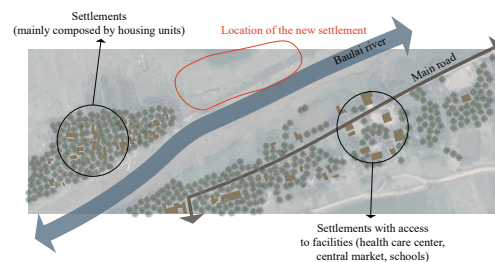 Settlements
(mainly composed by housing units)
Location of the new settlement
Baulai river
Main road
Settlements with access
to facilities (health care center,
central market, schools)